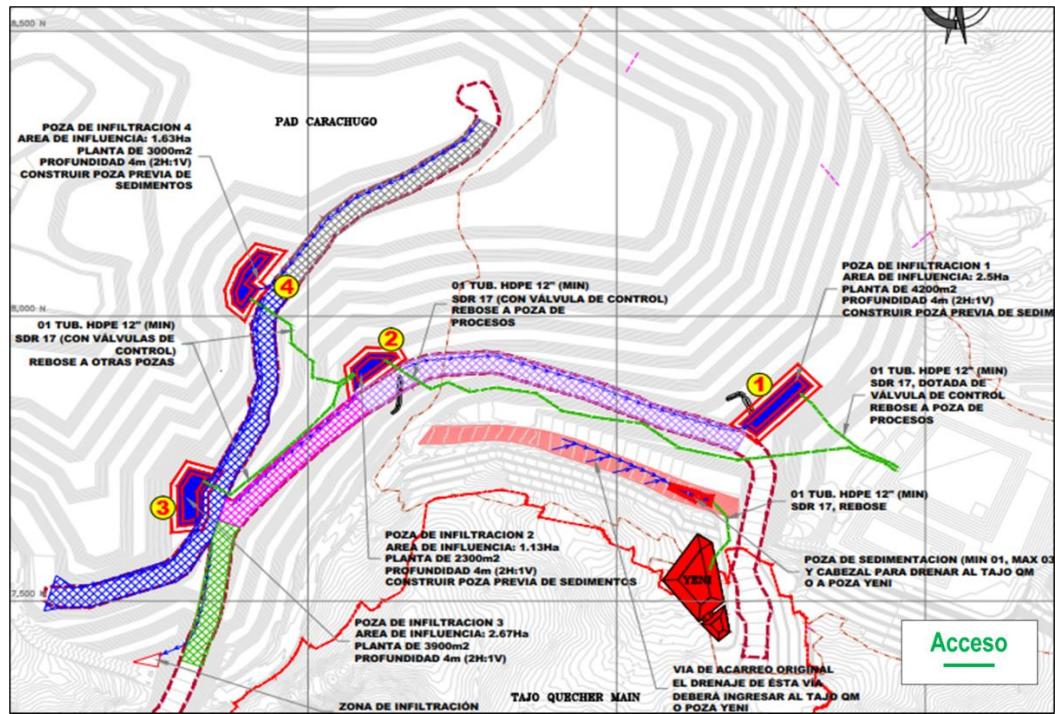 8,500 N
PAD CARACHUGO
POZA DE INFILTRACION 4
AREA DE INFLUENCIA: 1.63Ha
PLANTA DE 3000m2
PROFUNDIDAD 4m (2H:1V)
CONSTRUIR POZA PREVIA DE
SEDIMENTOS
POZA DE INFILTRACION 1
AREA DE INFLUENCIA: 2.5Ha
PLANTA DE 4200m2
PROFUNDIDAD 4m (2H:1V)
CONSTRUIR POZA PREVIA DE SEDIM
4
01 TUB. HDPE 12" (MIN)
SDR 17 (CON VÁLVULA DE CONTROL)
REBOSE A POZA DE
PROCESOS
8,000 N
01 TUB. HDPE 12" (MIN)
SDR 17 (CON VÁLVULAS DE
CONTROL)
REBOSE A OTRAS POZAS
2
1
01 TUB. HDPE 12" (MIN)
SDR 17, DOTADA DE
VÁLVULA DE CONTROL
REBOSE A POZA DE
PROCESOS
3
01 TUB. HDPE 12" (MIN)
SDR 17, REBOSE
POZA DE INFILTRACION 2
AREA DE INFLUENCIA: 1.13Ha
PLANTA DE 2300m2
PROFUNDIDAD 4m (2H:1V)
CONSTRUIR POZA PREVIA DE SEDIMENTOS
YENI
POZA DE SEDIMENTACION (MIN 01, MAX 03
Y CABEZAL PARA DRENAR AL TAJO QM
O A POZA YENI
7,500 N
POZA DE INFILTRACION 3
AREA DE INFLUENCIA: 2.67Ha
PLANTA DE 3900m2
PROFUNDIDAD 4m (2H:1V)
Acceso
VIA DE ACARREO ORIGINAL
EL DRENAJE DE ÉSTA VÍA
DEBERÁ INGRESAR AL TAJO QM
O POZA YENI
TAJO QUECHER MAIN
ZONA DE INFILTRACIÓN